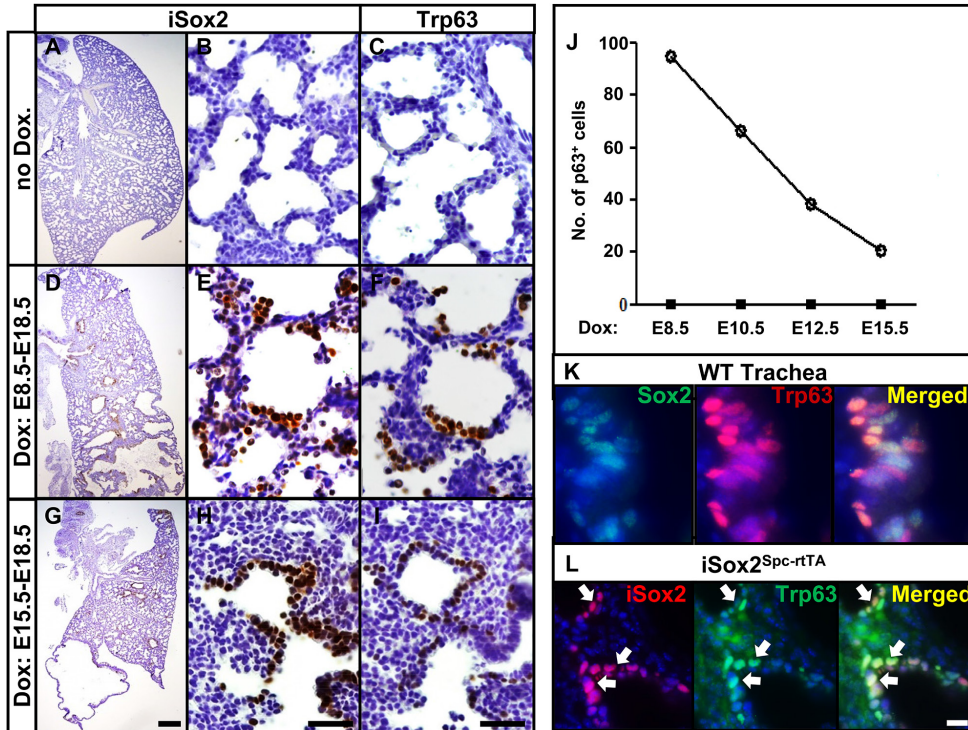 iSox2 Trp63
no Dox.
A B C
Dox: E8.5-E18.5
D E F
Dox: E15.5-E18.5
G H I
J
No. of p63⁺ cells
100
80
60
40
20
0
Dox: E8.5 E10.5 E12.5 E15.5
K WT Trachea
Sox2 Trp63 Merged
L iSox2Spc-rtTA
iSox2 Trp63 Merged